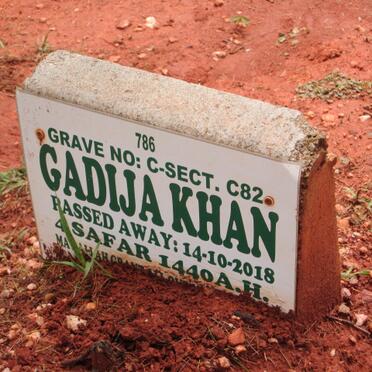 786
GRAVE NO: C-SECT. C82
GADIJA KHAN
PASSED AWAY: 14-10-2018
4 SAFAR 1440 A.H.